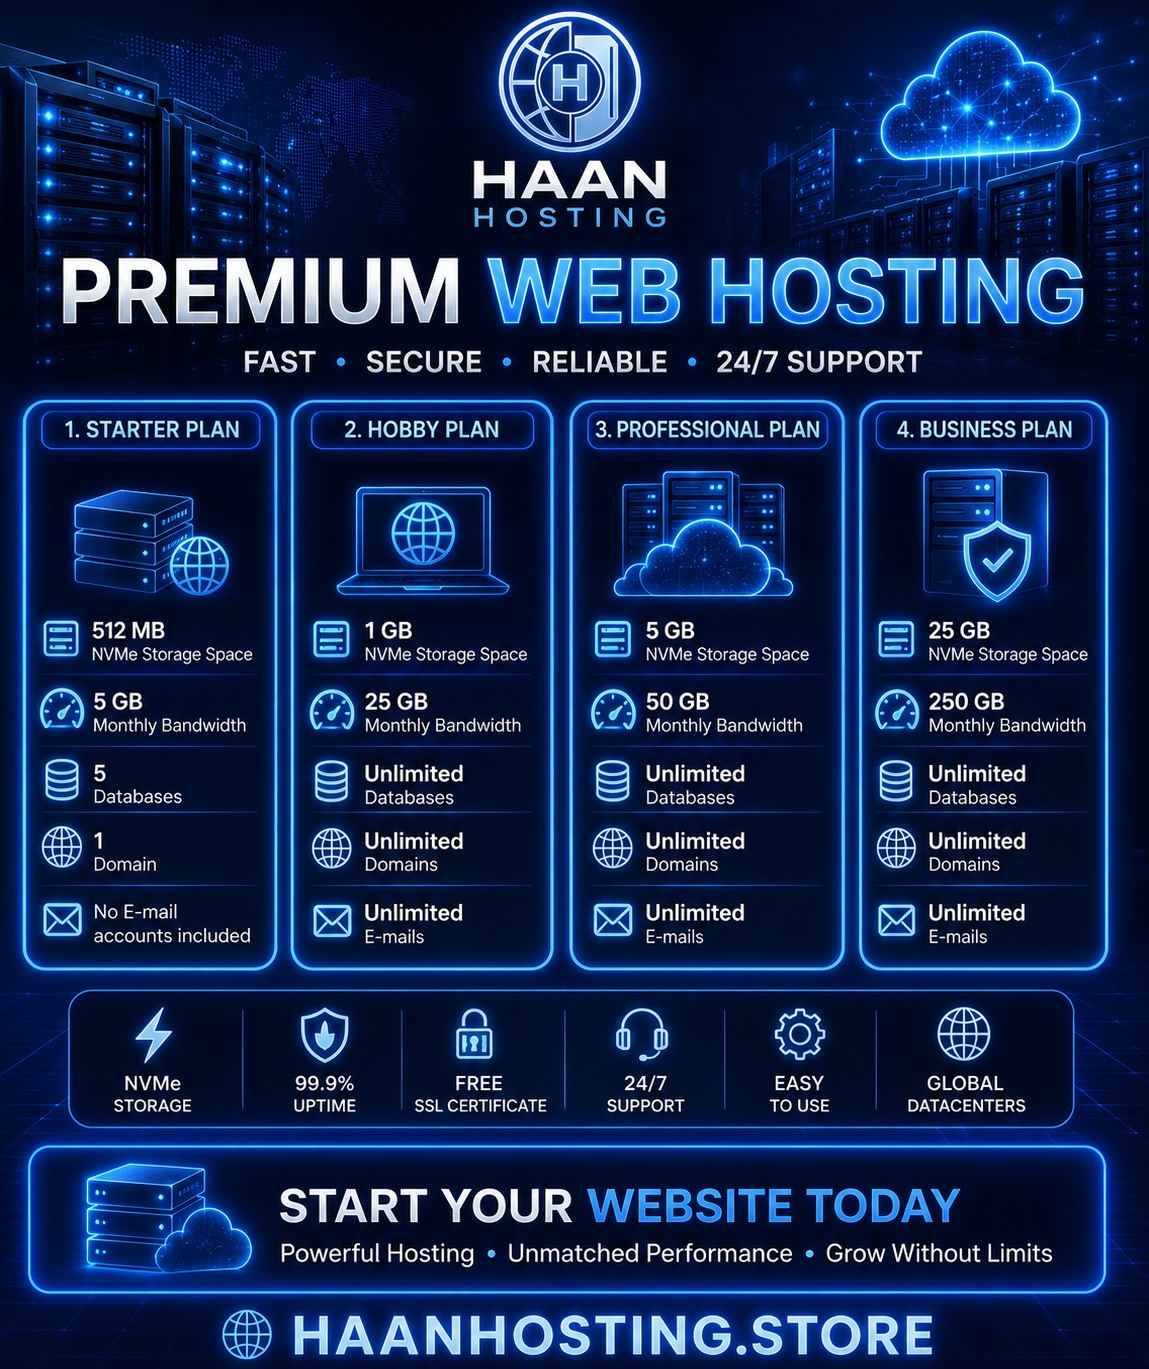 H
HAAN
HOSTING
PREMIUM WEB HOSTING
FAST • SECURE • RELIABLE • 24/7 SUPPORT
1. STARTER PLAN
512 MB
NVMe Storage Space
5 GB
Monthly Bandwidth
5
Databases
1
Domain
No E-mail
accounts included
2. HOBBY PLAN
1 GB
NVMe Storage Space
25 GB
Monthly Bandwidth
Unlimited
Databases
Unlimited
Domains
Unlimited
E-mails
3. PROFESSIONAL PLAN
5 GB
NVMe Storage Space
50 GB
Monthly Bandwidth
Unlimited
Databases
Unlimited
Domains
Unlimited
E-mails
4. BUSINESS PLAN
25 GB
NVMe Storage Space
250 GB
Monthly Bandwidth
Unlimited
Databases
Unlimited
Domains
Unlimited
E-mails
NVMe
STORAGE
99.9%
UPTIME
FREE
SSL CERTIFICATE
24/7
SUPPORT
EASY
TO USE
GLOBAL
DATACENTERS
START YOUR WEBSITE TODAY
Powerful Hosting • Unmatched Performance • Grow Without Limits
HAANHOSTING.STORE